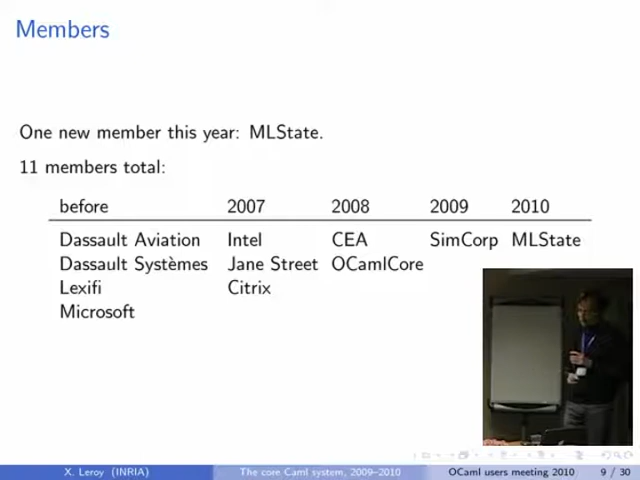 Members
One new member this year: MLState.
11 members total:
before 2007 2008 2009 2010
Dassault Aviation Intel CEA SimCorp MLState
Dassault Systèmes Jane Street OCamlCore
Lexifi Citrix
Microsoft
X. Leroy (INRIA) The core Caml system, 2009–2010 OCaml users meeting 2010 9 / 30